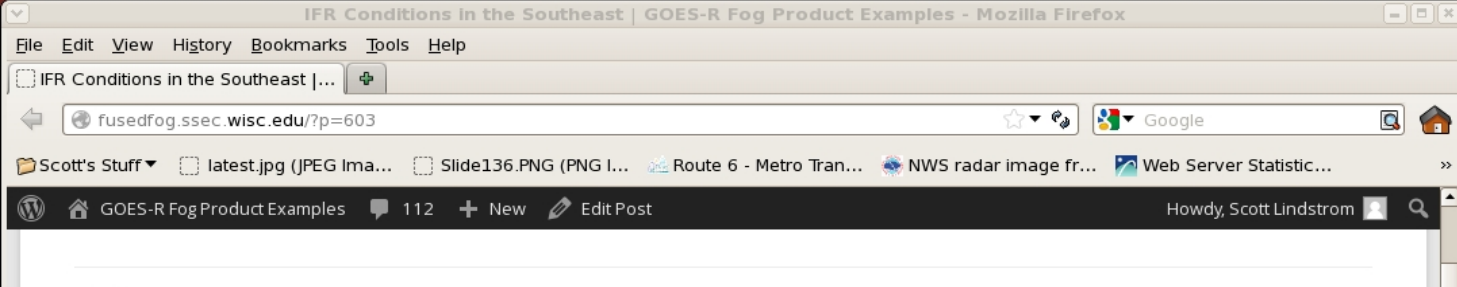 IFR Conditions in the Southeast | GOES-R Fog Product Examples - Mozilla Firefox
File Edit View History Bookmarks Tools Help
IFR Conditions in the Southeast |...
fusedfog.ssec.wisc.edu/?p=603 Google
Scott's Stuff latest.jpg (JPEG Ima... Slide136.PNG (PNG I... Route 6 - Metro Tran... NWS radar image fr... Web Server Statistic... »
GOES-R Fog Product Examples 112 New Edit Post Howdy, Scott Lindstrom